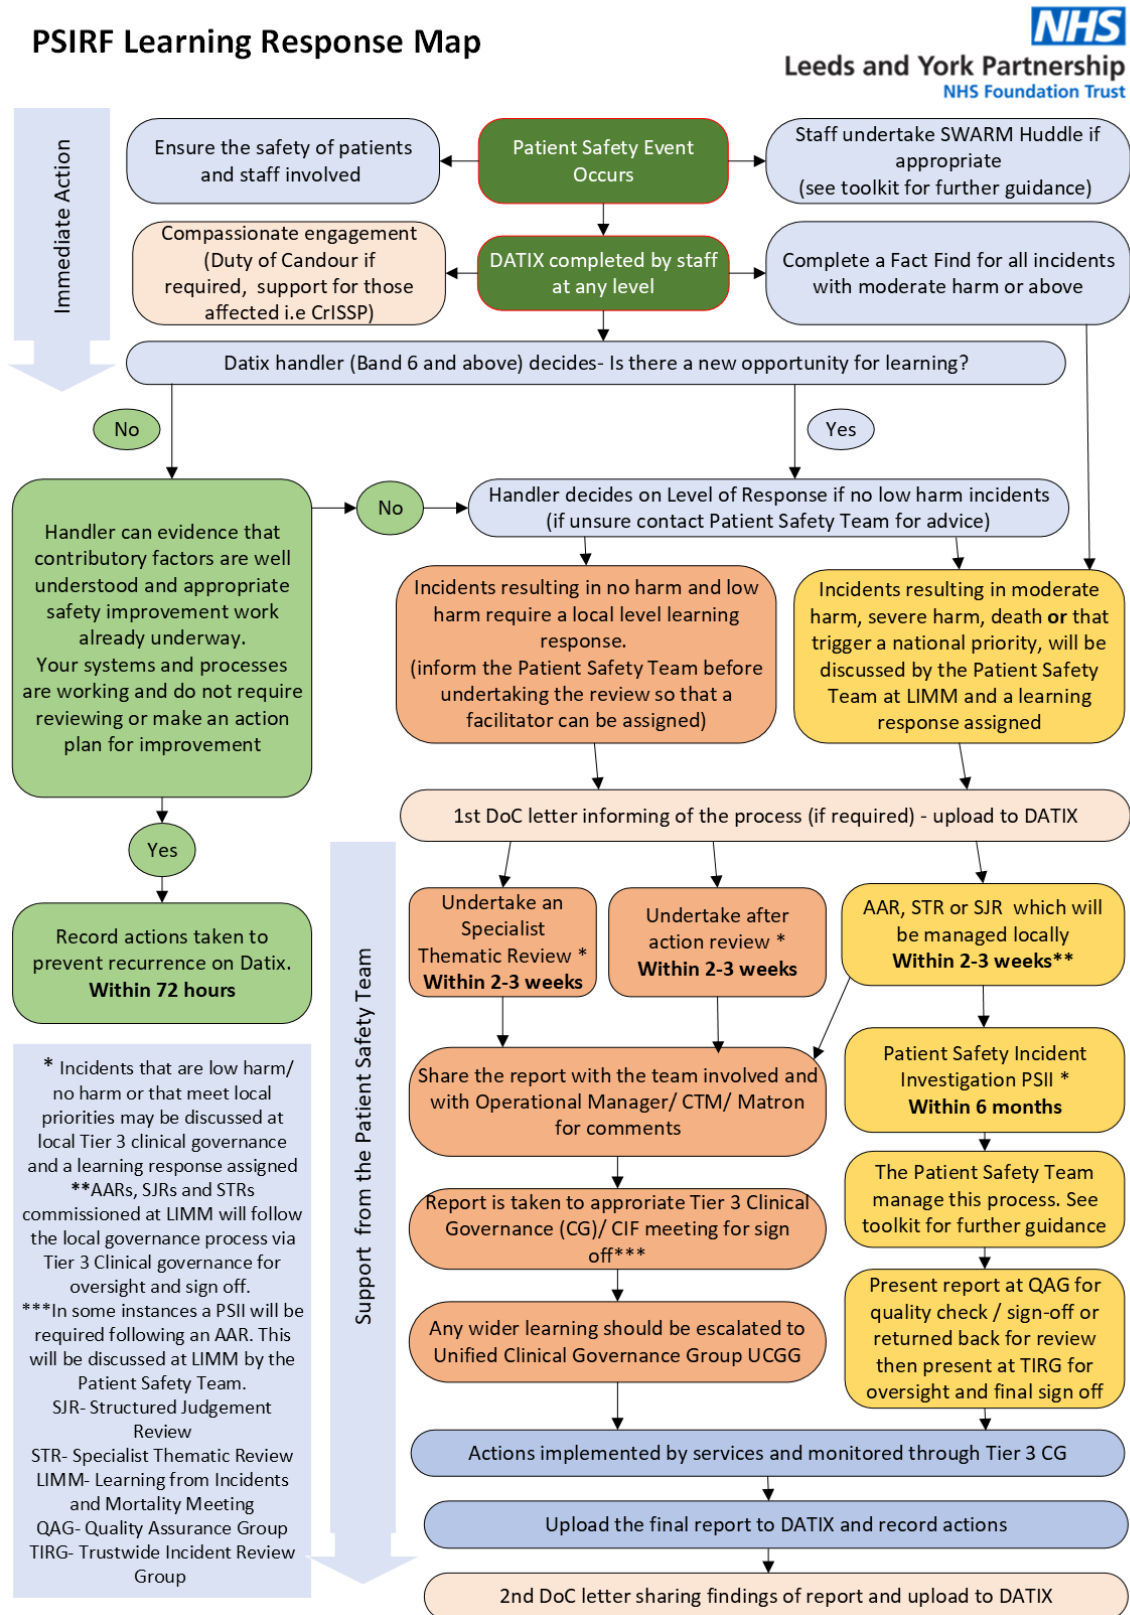 PSIRF Learning Response Map
NHS
Leeds and York Partnership
NHS Foundation Trust
Immediate Action
Ensure the safety of patients
and staff involved
Patient Safety Event
Occurs
Staff undertake SWARM Huddle if
appropriate
(see toolkit for further guidance)
Compassionate engagement
(Duty of Candour if
required, support for those
affected i.e CrISSP)
DATIX completed by staff
at any level
Complete a Fact Find for all incidents
with moderate harm or above
Datix handler (Band 6 and above) decides- Is there a new opportunity for learning?
No
Yes
Handler can evidence that
contributory factors are well
understood and appropriate
safety improvement work
already underway.
Your systems and processes
are working and do not require
reviewing or make an action
plan for improvement
No
Handler decides on Level of Response if no low harm incidents
(if unsure contact Patient Safety Team for advice)
Incidents resulting in no harm and low
harm require a local level learning
response.
(inform the Patient Safety Team before
undertaking the review so that a
facilitator can be assigned)
Incidents resulting in moderate
harm, severe harm, death or that
trigger a national priority, will be
discussed by the Patient Safety
Team at LIMM and a learning
response assigned
1st DoC letter informing of the process (if required) - upload to DATIX
Yes
Record actions taken to
prevent recurrence on Datix.
Within 72 hours
Support from the Patient Safety Team
Undertake an
Specialist
Thematic Review *
Within 2-3 weeks
Undertake after
action review *
Within 2-3 weeks
AAR, STR or SJR which will
be managed locally
Within 2-3 weeks**
Share the report with the team involved and
with Operational Manager/ CTM/ Matron
for comments
Patient Safety Incident
Investigation PSII *
Within 6 months
Report is taken to approriate Tier 3 Clinical
Governance (CG)/ CIF meeting for sign
off***
The Patient Safety Team
manage this process. See
toolkit for further guidance
Any wider learning should be escalated to
Unified Clinical Governance Group UCGG
Present report at QAG for
quality check / sign-off or
returned back for review
then present at TIRG for
oversight and final sign off
* Incidents that are low harm/
no harm or that meet local
priorities may be discussed at
local Tier 3 clinical governance
and a learning response assigned
**AARs, SJRs and STRs
commissioned at LIMM will follow
the local governance process via
Tier 3 Clinical governance for
oversight and sign off.
***In some instances a PSII will be
required following an AAR. This
will be discussed at LIMM by the
Patient Safety Team.
SJR- Structured Judgement
Review
STR- Specialist Thematic Review
LIMM- Learning from Incidents
and Mortality Meeting
QAG- Quality Assurance Group
TIRG- Trustwide Incident Review
Group
Actions implemented by services and monitored through Tier 3 CG
Upload the final report to DATIX and record actions
2nd DoC letter sharing findings of report and upload to DATIX